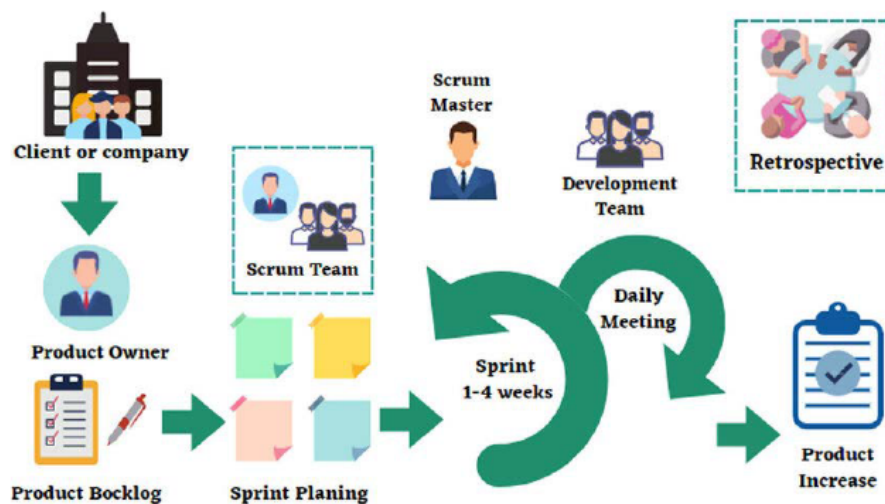 Client or company
Product Owner
Product Bocklog
Scrum Team
Sprint Planing
Scrum
Master
Development
Team
Sprint
1-4 weeks
Daily
Meeting
Retrospective
Product
Increase